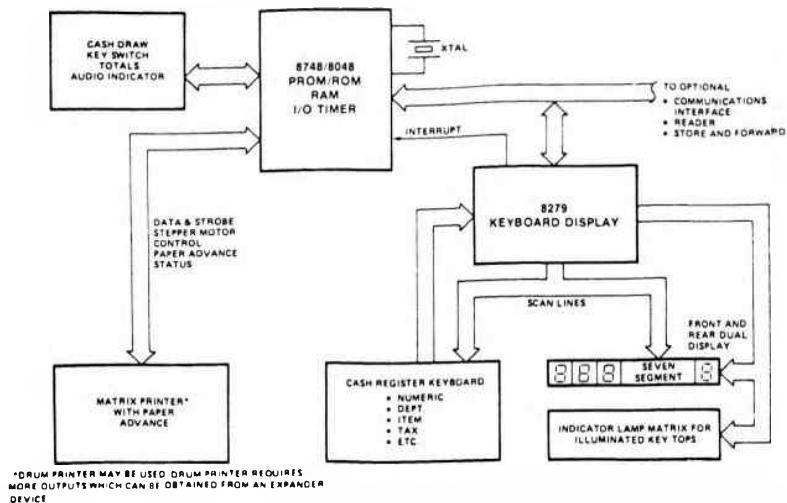 CASH DRAW
KEY SWITCH
TOTALS
AUDIO INDICATOR
8748/8048
PROM/ROM
RAM
I/O TIMER
XTAL
TO OPTIONAL
• COMMUNICATIONS
INTERFACE
• READER
• STORE AND FORWARD
INTERRUPT
8279
KEYBOARD DISPLAY
DATA & STROBE
STEPPER MOTOR
CONTROL
PAPER ADVANCE
STATUS
SCAN LINES
FRONT AND
REAR DUAL
DISPLAY
MATRIX PRINTER*
WITH PAPER
ADVANCE
CASH REGISTER KEYBOARD
• NUMERIC
• DEPT
• ITEM
• TAX
• ETC
8 8 8 SEVEN 8
SEGMENT
INDICATOR LAMP MATRIX FOR
ILLUMINATED KEY TOPS
*DRUM PRINTER MAY BE USED DRUM PRINTER REQUIRES
MORE OUTPUTS WHICH CAN BE OBTAINED FROM AN EXPANDER
DEVICE